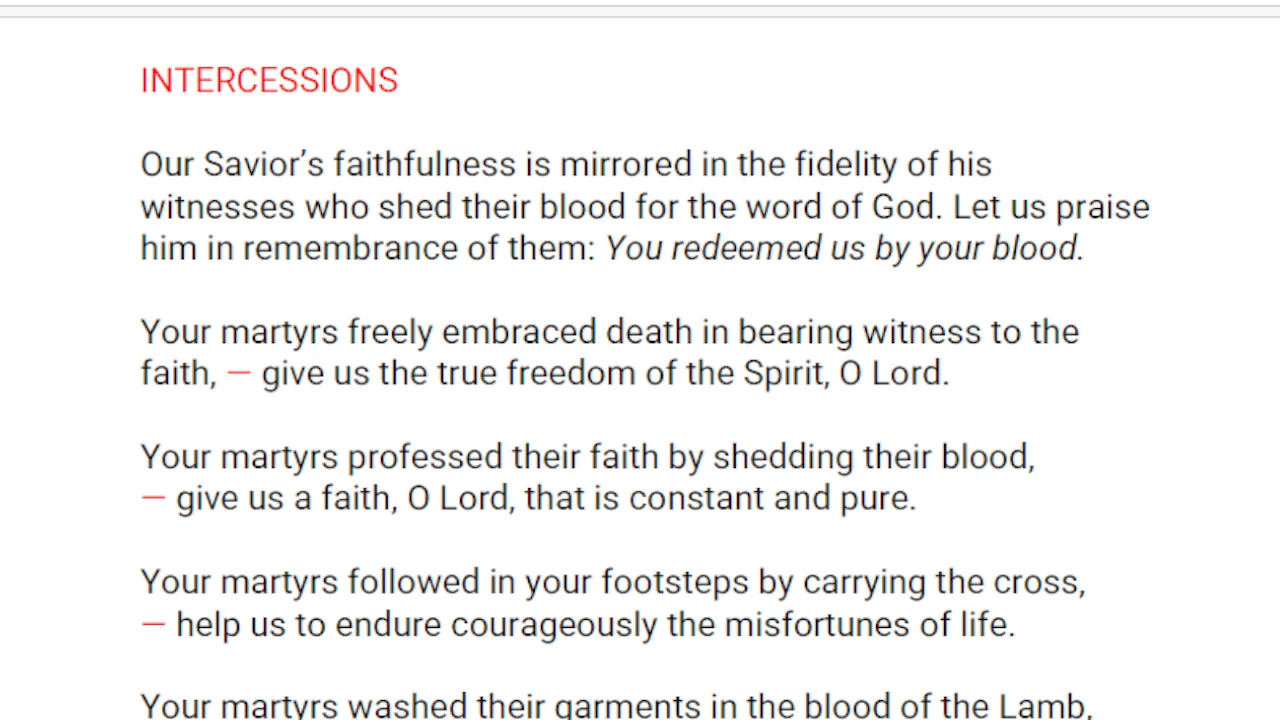 INTERCESSIONS
Our Savior’s faithfulness is mirrored in the fidelity of his
witnesses who shed their blood for the word of God. Let us praise
him in remembrance of them: You redeemed us by your blood.
Your martyrs freely embraced death in bearing witness to the
faith, — give us the true freedom of the Spirit, O Lord.
Your martyrs professed their faith by shedding their blood,
— give us a faith, O Lord, that is constant and pure.
Your martyrs followed in your footsteps by carrying the cross,
— help us to endure courageously the misfortunes of life.
Your martyrs washed their garments in the blood of the Lamb,